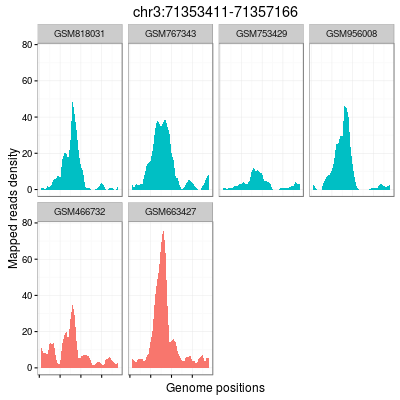 chr3:71353411-71357166
GSM818031 GSM767343 GSM753429 GSM956008
80
60
40
20
0
GSM466732 GSM663427
80
60
40
20
0
Mapped reads density
Genome positions